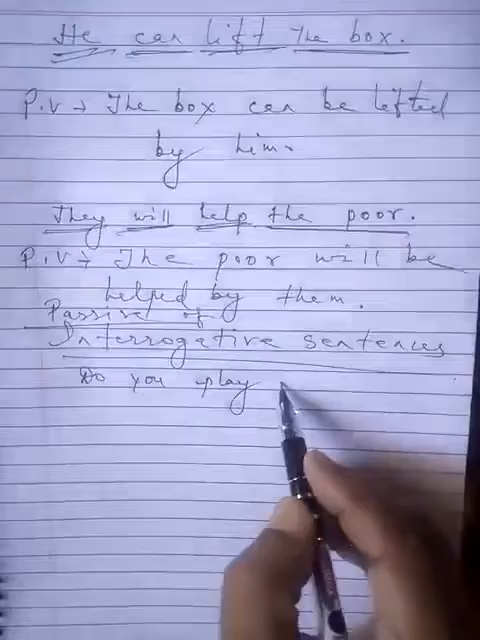 He can lift the box.
P.V → The box can be lifted
by him.
They will help the poor.
P.V → The poor will be
helped by them.
Passive of
Interrogative sentences
Do you play